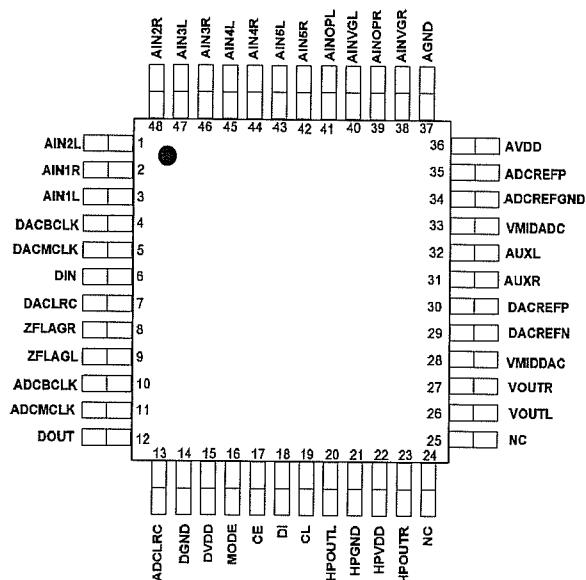 AIN2R AIN3L AIN3R AIN4L AIN4R AIN5L AIN5R AINOPL AINVGL AINOPR AINVGR AGND
48 47 46 45 44 43 42 41 40 39 38 37
AIN2L 1
AIN1R 2
AIN1L 3
DACBCLK 4
DACMCLK 5
DIN 6
DACLRC 7
ZFLAGR 8
ZFLAGL 9
ADCBCLK 10
ADCMCLK 11
DOUT 12
36 AVDD
35 ADCREFP
34 ADCREFGND
33 VMIDADC
32 AUXL
31 AUXR
30 DACREFP
29 DACREFN
28 VMIDDAC
27 VOUTR
26 VOUTL
25 NC
13 14 15 16 17 18 19 20 21 22 23 24
ADCLRC DGND DVDD MODE CE DI CL HPOUTL HPGND HPVDD HPOUTR NC